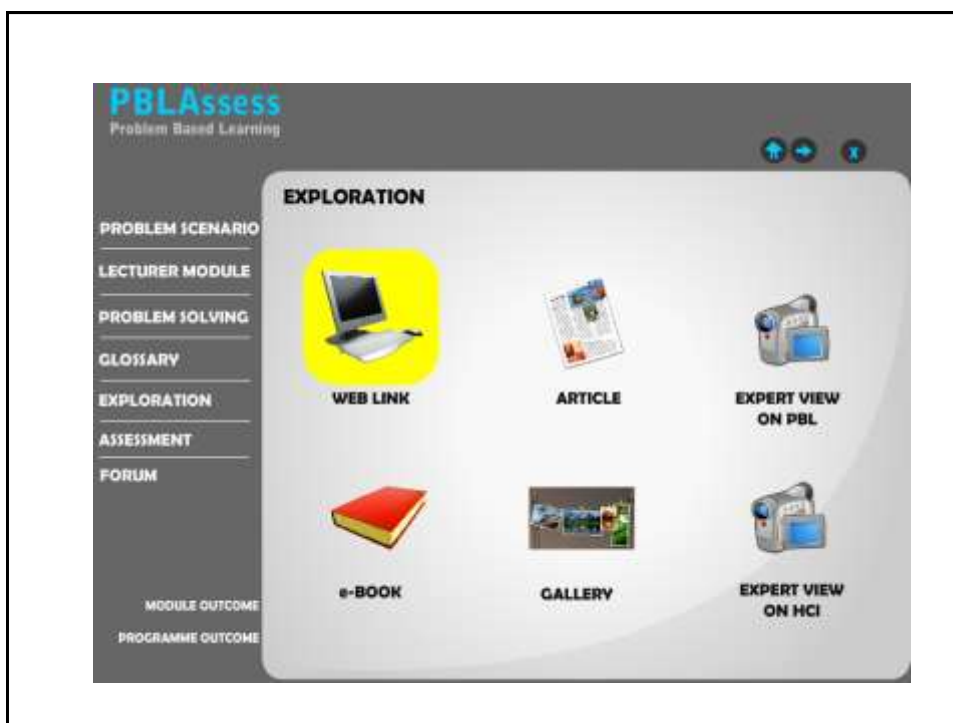 PBLAssess
Problem Based Learning
X
EXPLORATION
PROBLEM SCENARIO
LECTURER MODULE
PROBLEM SOLVING
GLOSSARY
EXPLORATION
ASSESSMENT
FORUM
MODULE OUTCOME
PROGRAMME OUTCOME
WEB LINK
ARTICLE
EXPERT VIEW
ON PBL
e-BOOK
GALLERY
EXPERT VIEW
ON HCI